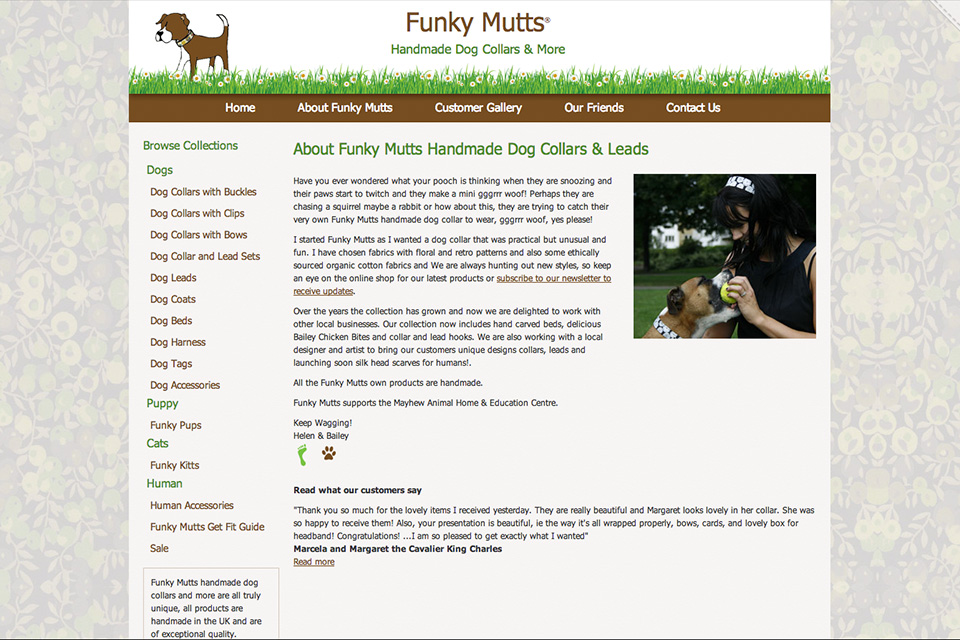 Funky Mutts®
Handmade Dog Collars & More
Home
About Funky Mutts
Customer Gallery
Our Friends
Contact Us
Browse Collections
Dogs
Dog Collars with Buckles
Dog Collars with Clips
Dog Collars with Bows
Dog Collar and Lead Sets
Dog Leads
Dog Coats
Dog Beds
Dog Harness
Dog Tags
Dog Accessories
Puppy
Funky Pups
Cats
Funky Kitts
Human
Human Accessories
Funky Mutts Get Fit Guide
Sale
Funky Mutts handmade dog
collars and more are all truly
unique, all products are
handmade in the UK and are
of exceptional quality.
About Funky Mutts Handmade Dog Collars & Leads
Have you ever wondered what your pooch is thinking when they are snoozing and
their paws start to twitch and they make a mini gggrrr woof! Perhaps they are
chasing a squirrel maybe a rabbit or how about this, they are trying to catch their
very own Funky Mutts handmade dog collar to wear, gggrrr woof, yes please!
I started Funky Mutts as I wanted a dog collar that was practical but unusual and
fun. I have chosen fabrics with floral and retro patterns and also some ethically
sourced organic cotton fabrics and We are always hunting out new styles, so keep
an eye on the online shop for our latest products or subscribe to our newsletter to
receive updates.
Over the years the collection has grown and now we are delighted to work with
other local businesses. Our collection now includes hand carved beds, delicious
Bailey Chicken Bites and collar and lead hooks. We are also working with a local
designer and artist to bring our customers unique designs collars, leads and
launching soon silk head scarves for humans!.
All the Funky Mutts own products are handmade.
Funky Mutts supports the Mayhew Animal Home & Education Centre.
Keep Wagging!
Helen & Bailey
Read what our customers say
"Thank you so much for the lovely items I received yesterday. They are really beautiful and Margaret looks lovely in her collar. She was
so happy to receive them! Also, your presentation is beautiful, ie the way it's all wrapped properly, bows, cards, and lovely box for
headband! Congratulations! ...I am so pleased to get exactly what I wanted"
Marcela and Margaret the Cavalier King Charles
Read more